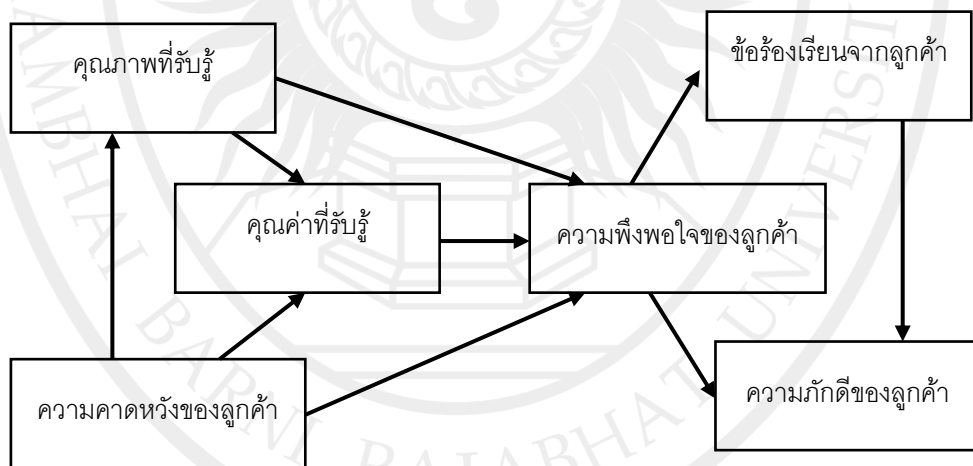 คุณภาพที่รับรู้
ข้อร้องเรียนจากลูกค้า
คุณค่าที่รับรู้
ความพึงพอใจของลูกค้า
ความคาดหวังของลูกค้า
ความภักดีของลูกค้า
AMBHAI BARNI RAJABHAT UNIVERSIT